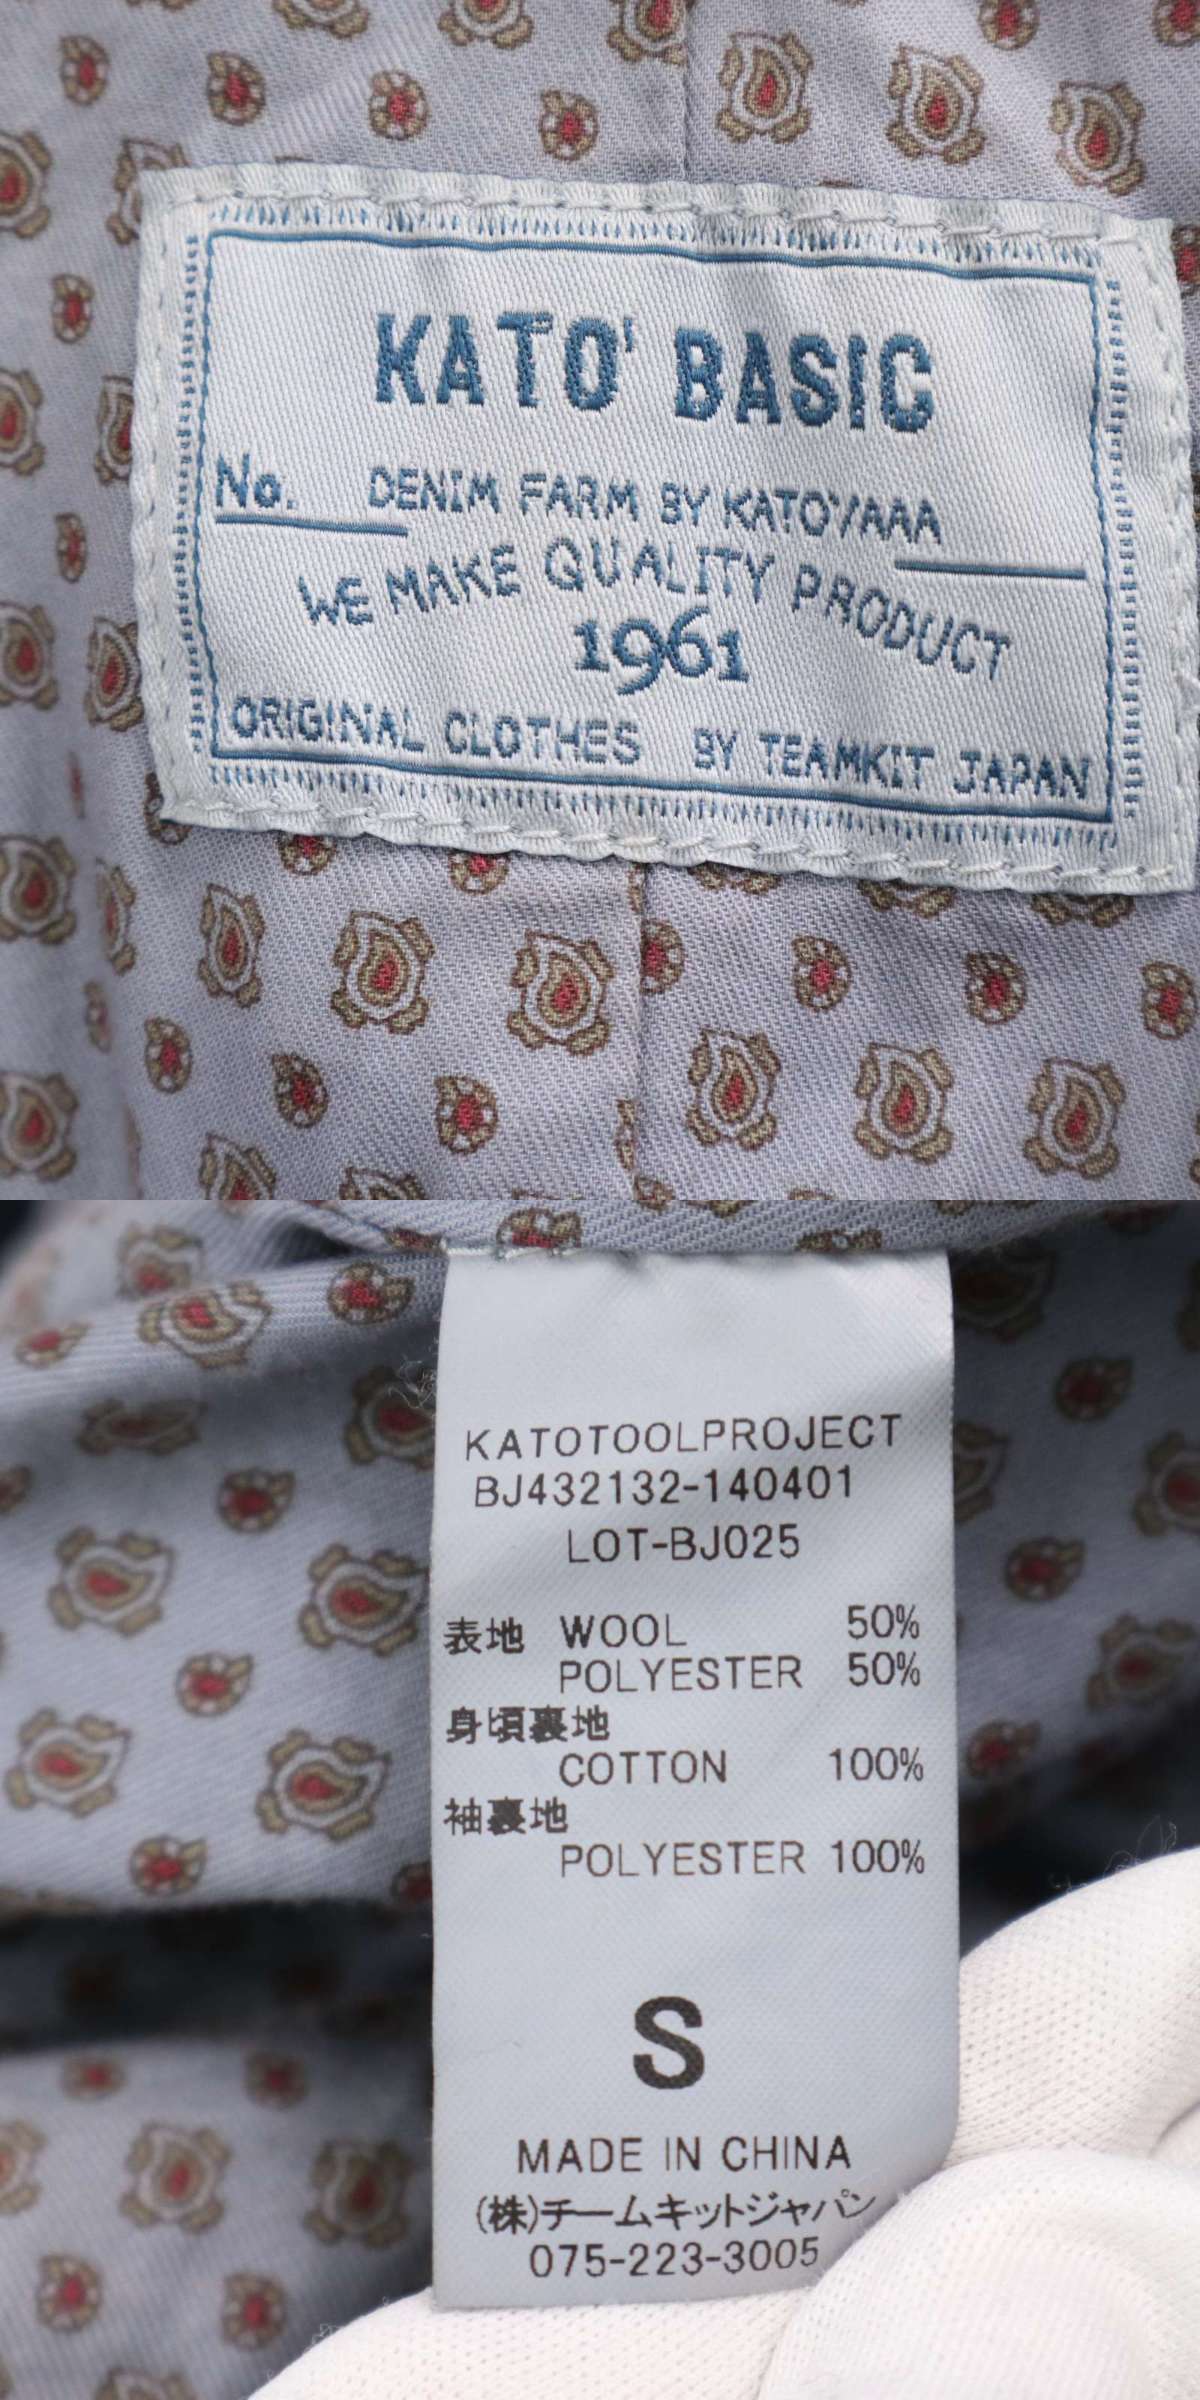 KATO' BASIC
No. DENIM FARM BY KATO'/AAA
WE MAKE QUALITY PRODUCT
1961
ORIGINAL CLOTHES BY TEAMKIT JAPAN
KATOTOOLPROJECT
BJ432132-140401
LOT-BJ025
表地 WOOL 50%
POLYESTER 50%
身頃裏地
COTTON 100%
袖裏地
POLYESTER 100%
S
MADE IN CHINA
(株)チームキットジャパン
075-223-3005